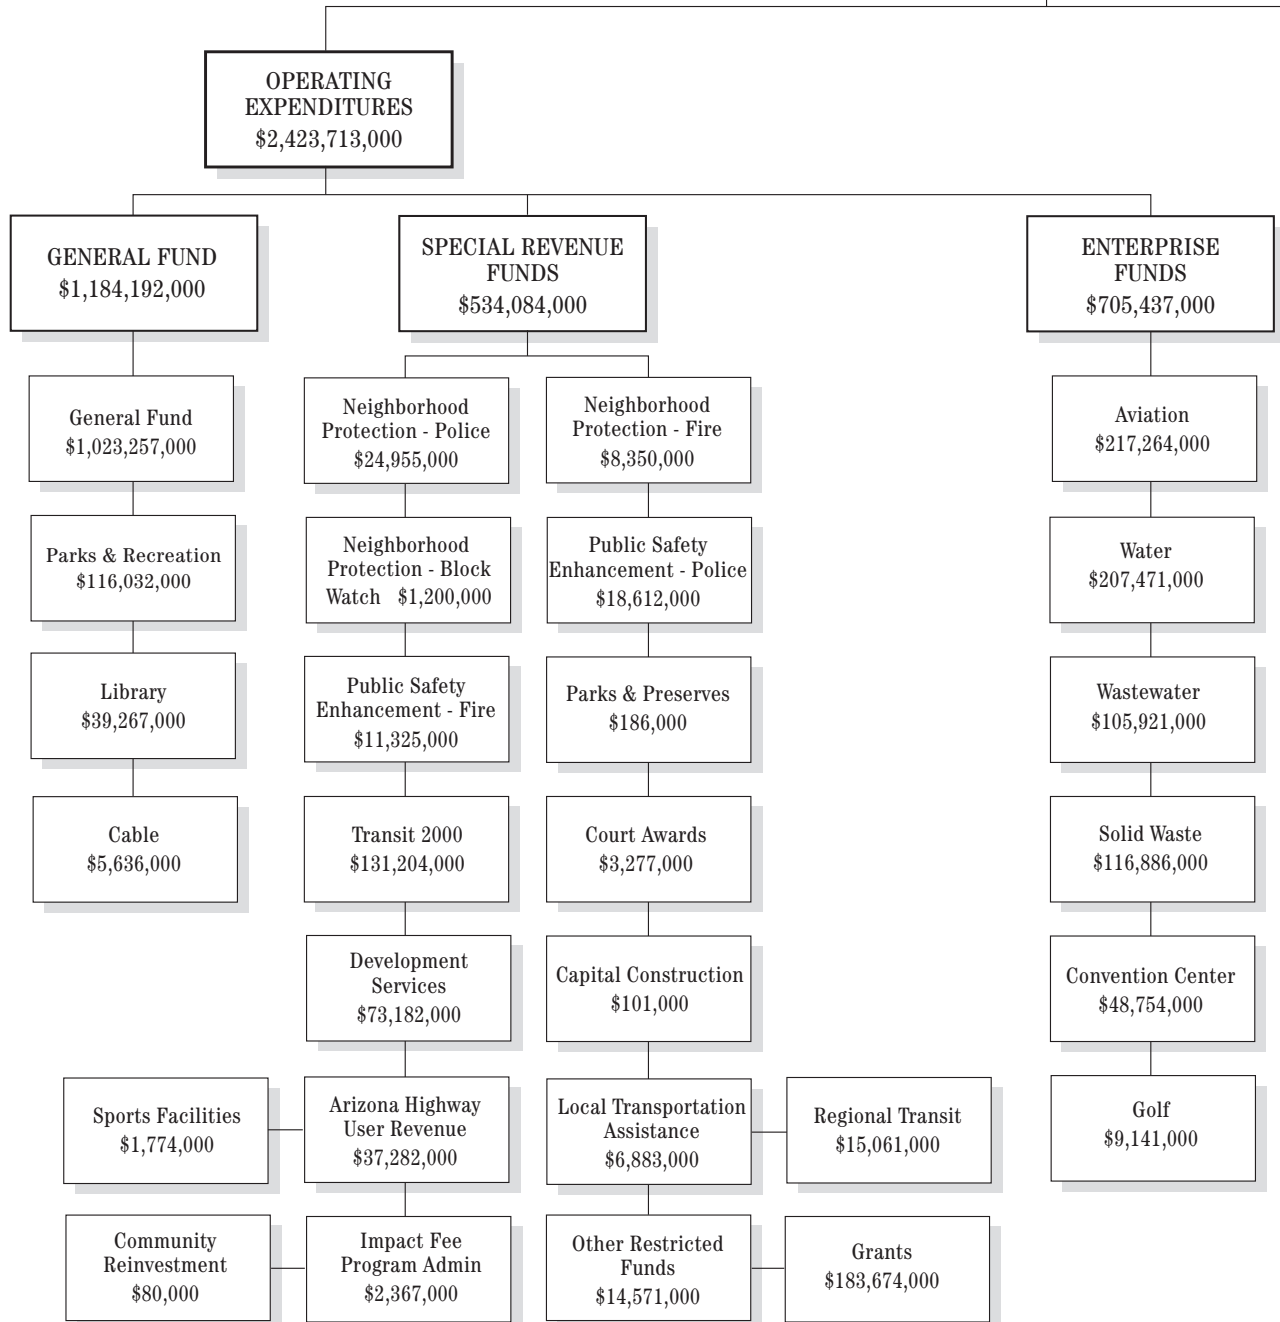 OPERATING
EXPENDITURES
$2,423,713,000
GENERAL FUND
$1,184,192,000
SPECIAL REVENUE
FUNDS
$534,084,000
ENTERPRISE
FUNDS
$705,437,000
General Fund
$1,023,257,000
Parks & Recreation
$116,032,000
Library
$39,267,000
Cable
$5,636,000
Neighborhood
Protection - Police
$24,955,000
Neighborhood
Protection - Fire
$8,350,000
Neighborhood
Protection - Block
Watch $1,200,000
Public Safety
Enhancement - Police
$18,612,000
Public Safety
Enhancement - Fire
$11,325,000
Parks & Preserves
$186,000
Transit 2000
$131,204,000
Court Awards
$3,277,000
Development
Services
$73,182,000
Capital Construction
$101,000
Sports Facilities
$1,774,000
Arizona Highway
User Revenue
$37,282,000
Local Transportation
Assistance
$6,883,000
Regional Transit
$15,061,000
Community
Reinvestment
$80,000
Impact Fee
Program Admin
$2,367,000
Other Restricted
Funds
$14,571,000
Grants
$183,674,000
Aviation
$217,264,000
Water
$207,471,000
Wastewater
$105,921,000
Solid Waste
$116,886,000
Convention Center
$48,754,000
Golf
$9,141,000